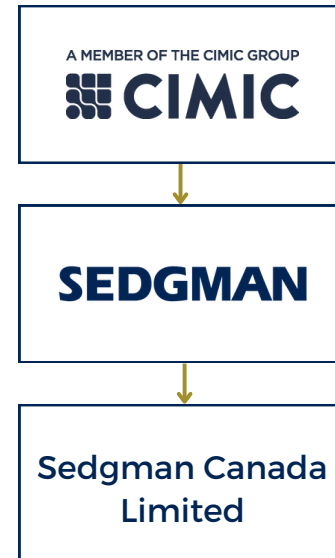 A MEMBER OF THE CIMIC GROUP
CIMIC
SEDGMAN
Sedgman Canada
Limited